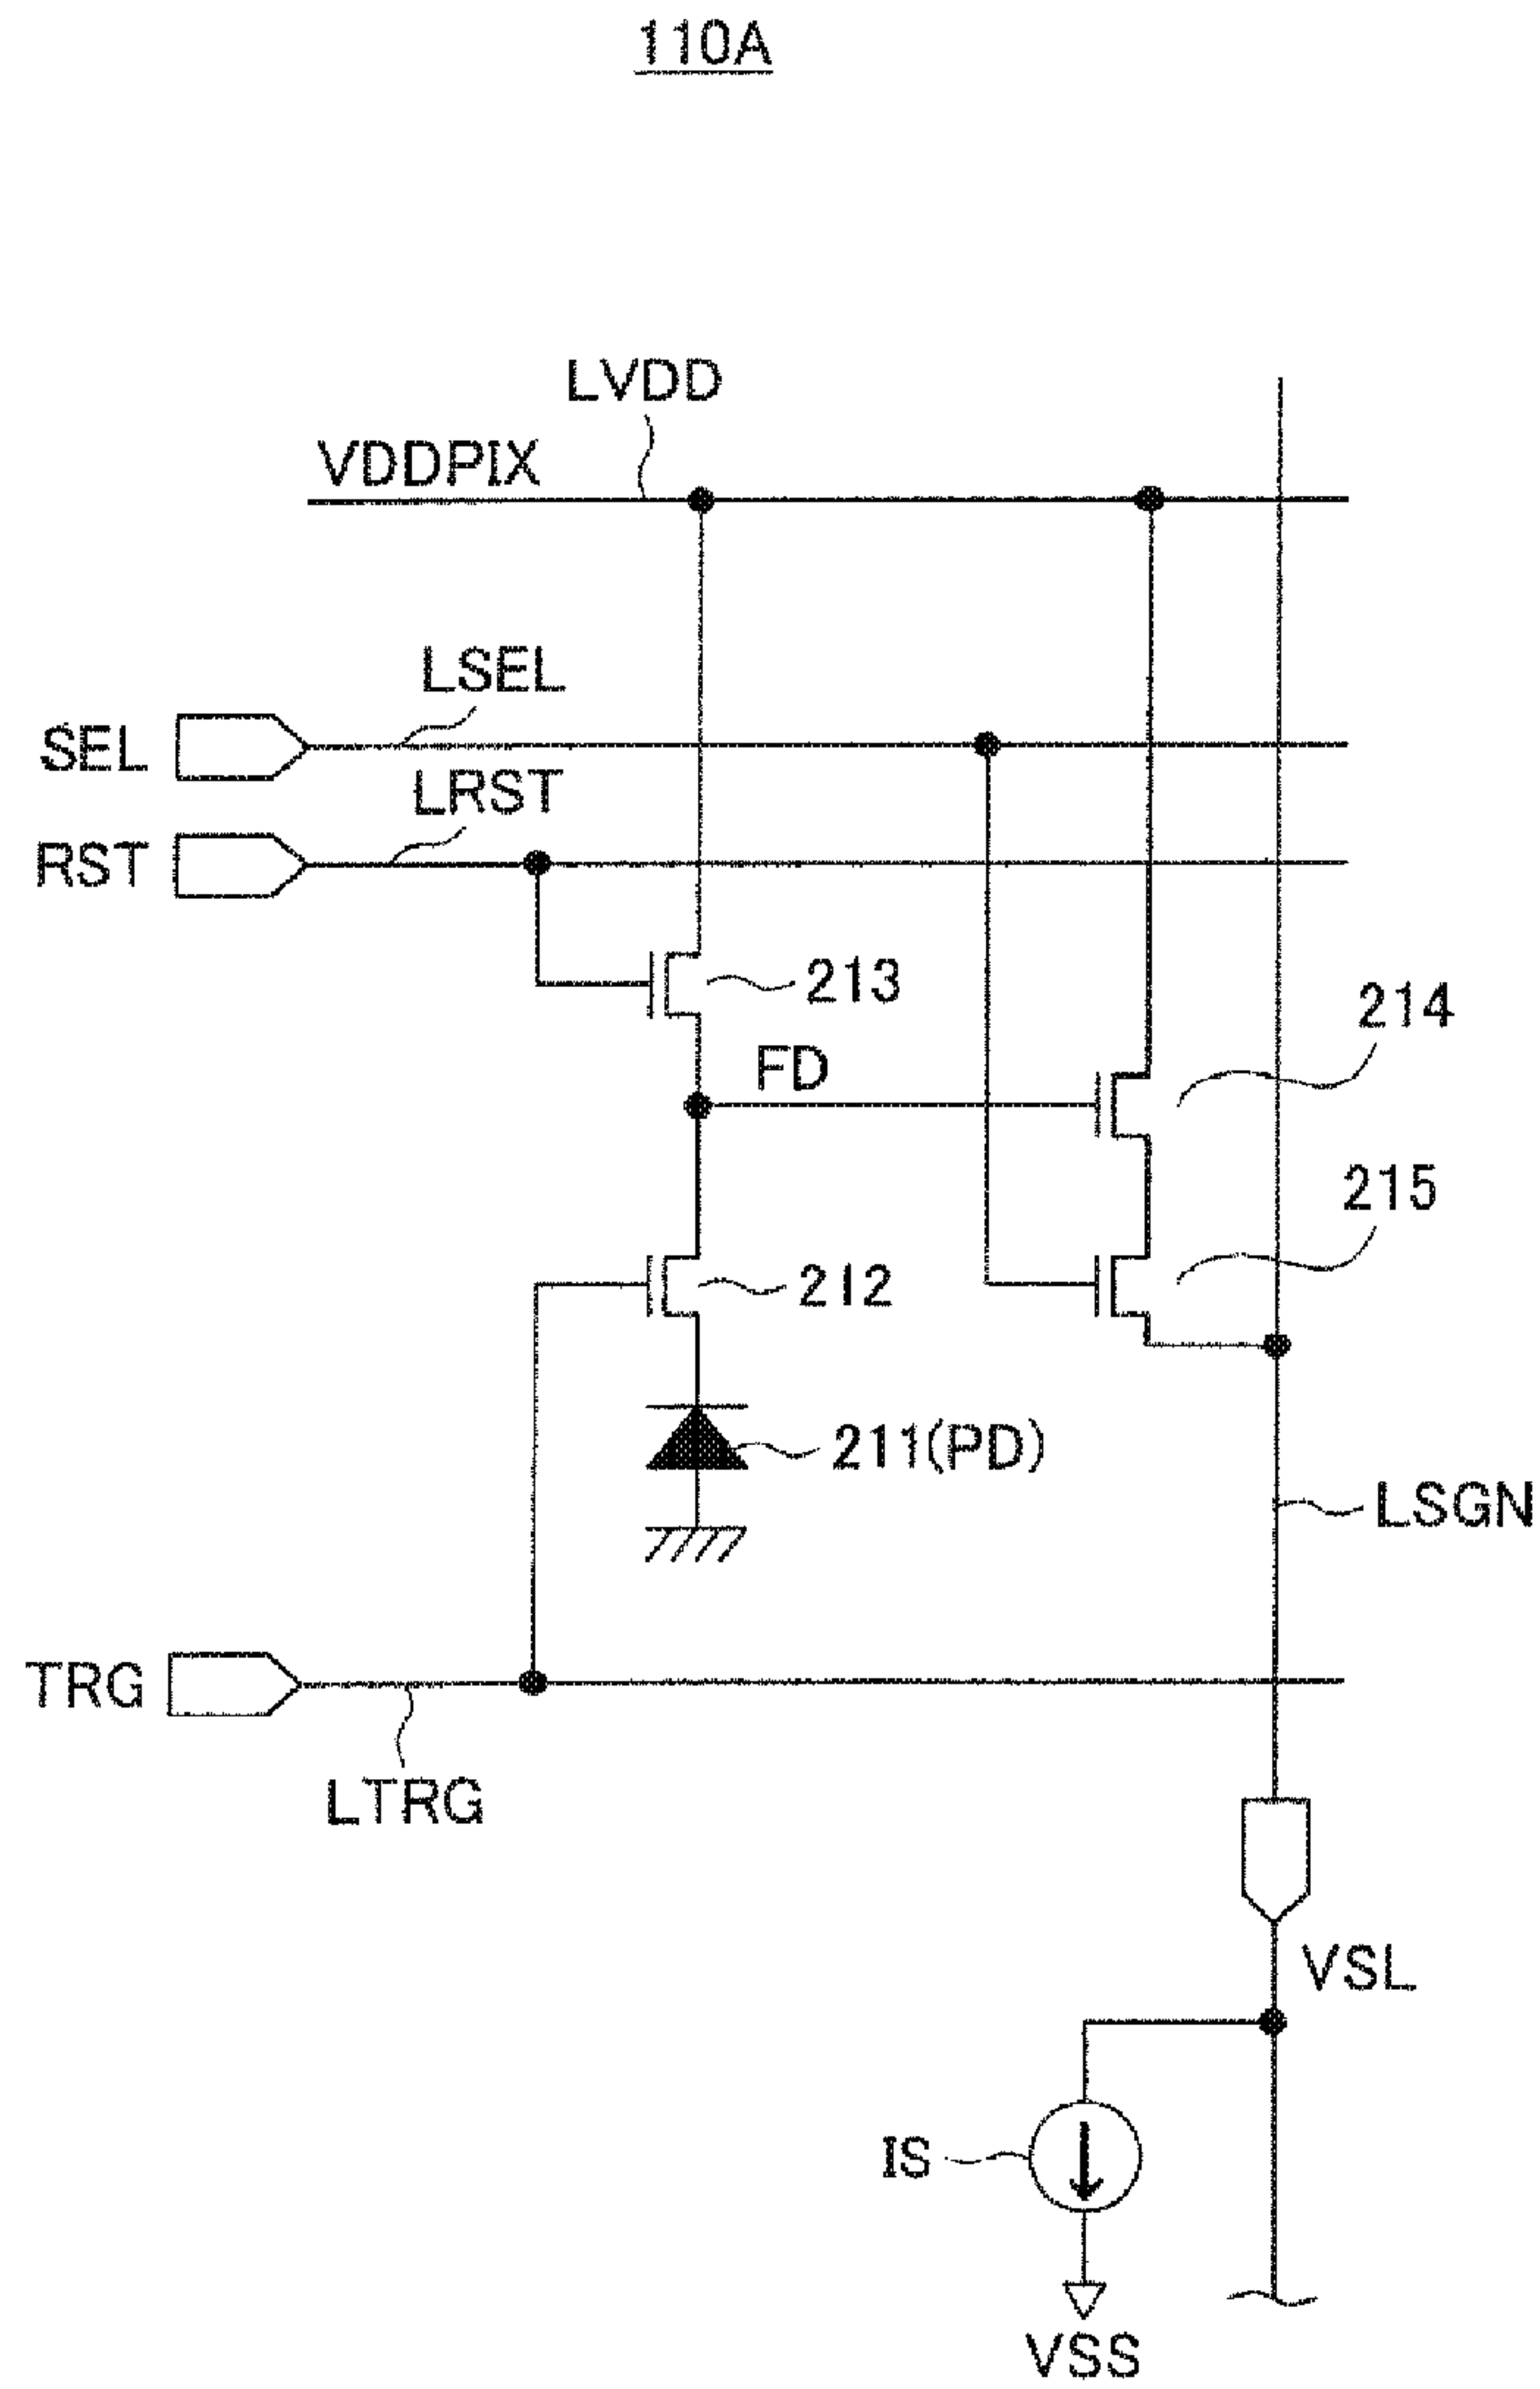 110A
LVDD
VDDPIX
LSEL
SEL
LRST
RST
213
214
FD
215
212
211(PD)
LSGN
TRG
LTRG
VSL
IS
VSS